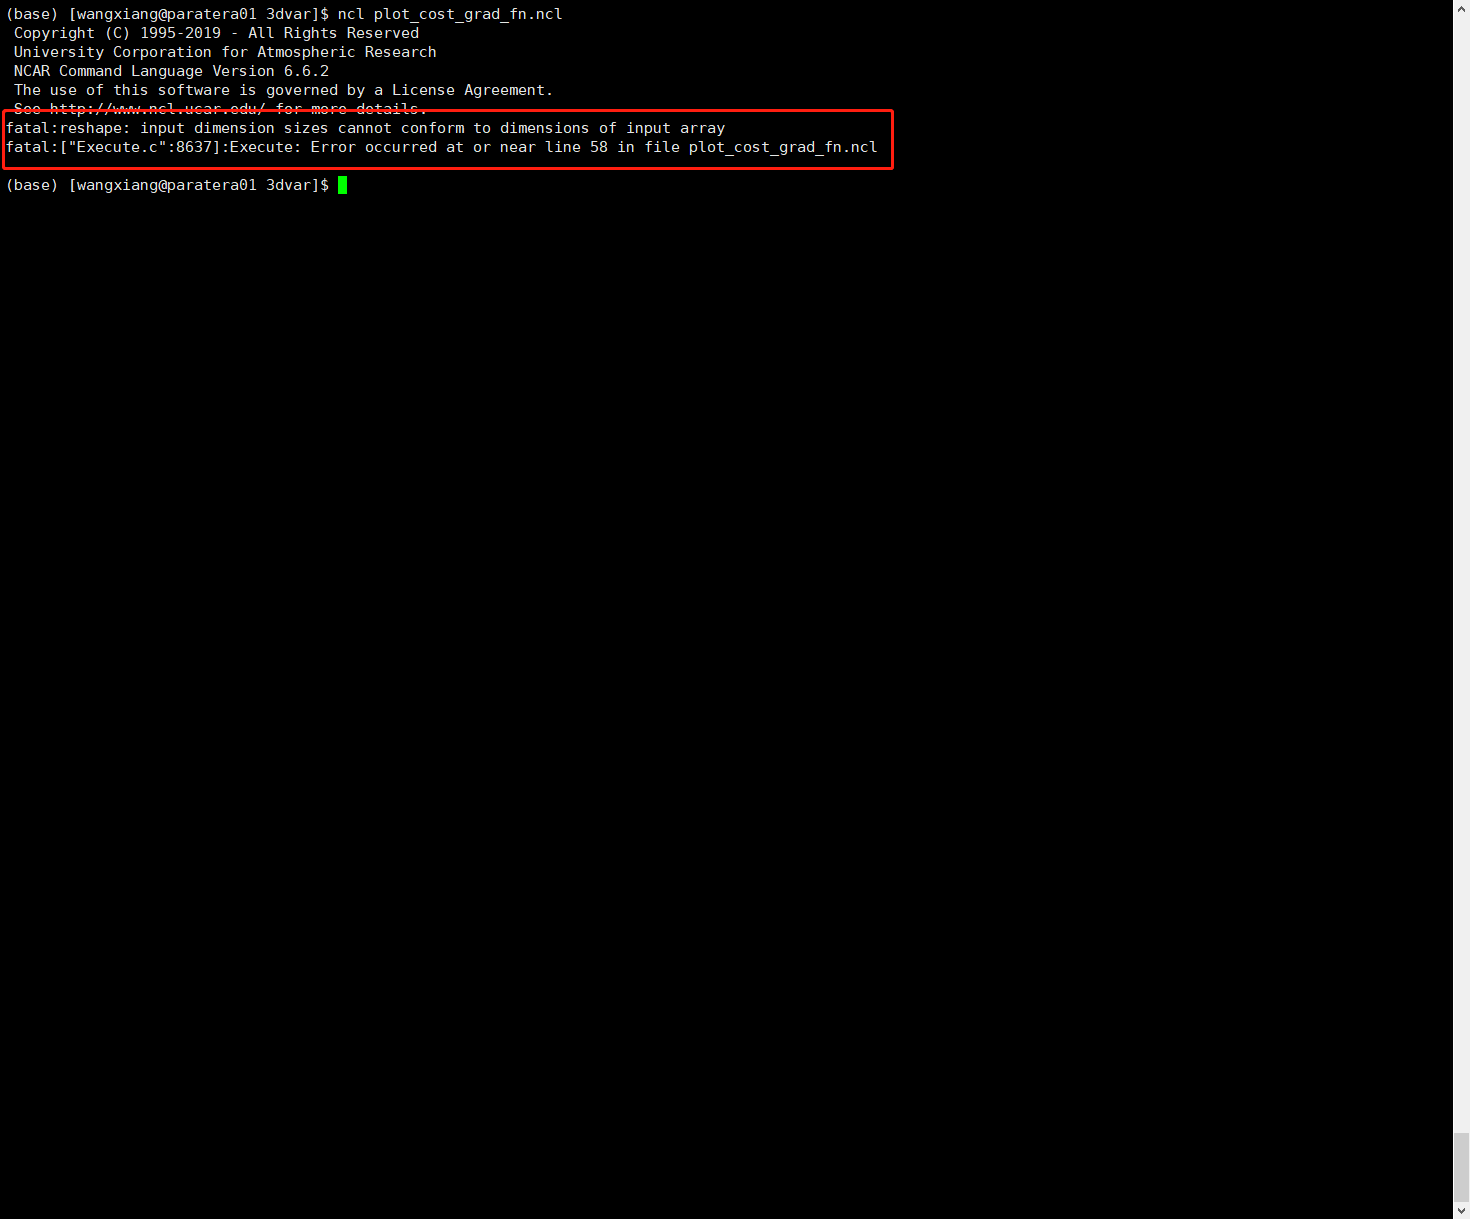 (base) [wangxiang@paratera01 3dvar]$ ncl plot_cost_grad_fn.ncl
Copyright (C) 1995-2019 - All Rights Reserved
University Corporation for Atmospheric Research
NCAR Command Language Version 6.6.2
The use of this software is governed by a License Agreement.
See http://www.ncl.ucar.edu/ for more details.
fatal:reshape: input dimension sizes cannot conform to dimensions of input array
fatal:["Execute.c":8637]:Execute: Error occurred at or near line 58 in file plot_cost_grad_fn.ncl
(base) [wangxiang@paratera01 3dvar]$